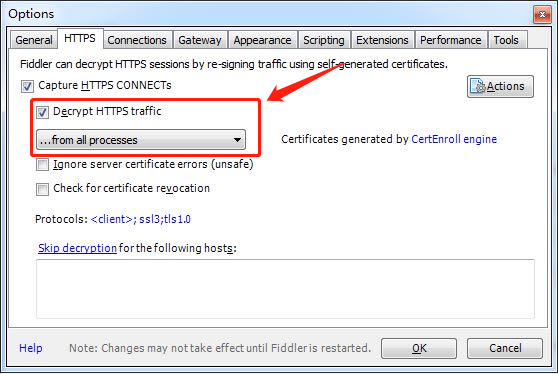 Options
General HTTPS Connections Gateway Appearance Scripting Extensions Performance Tools
Fiddler can decrypt HTTPS sessions by re-signing traffic using self-generated certificates.
Capture HTTPS CONNECTs
Actions
Decrypt HTTPS traffic
...from all processes
Certificates generated by CertEnroll engine
Ignore server certificate errors (unsafe)
Check for certificate revocation
Protocols: <client>; ssl3;tls1.0
Skip decryption for the following hosts:
Help Note: Changes may not take effect until Fiddler is restarted. OK Cancel